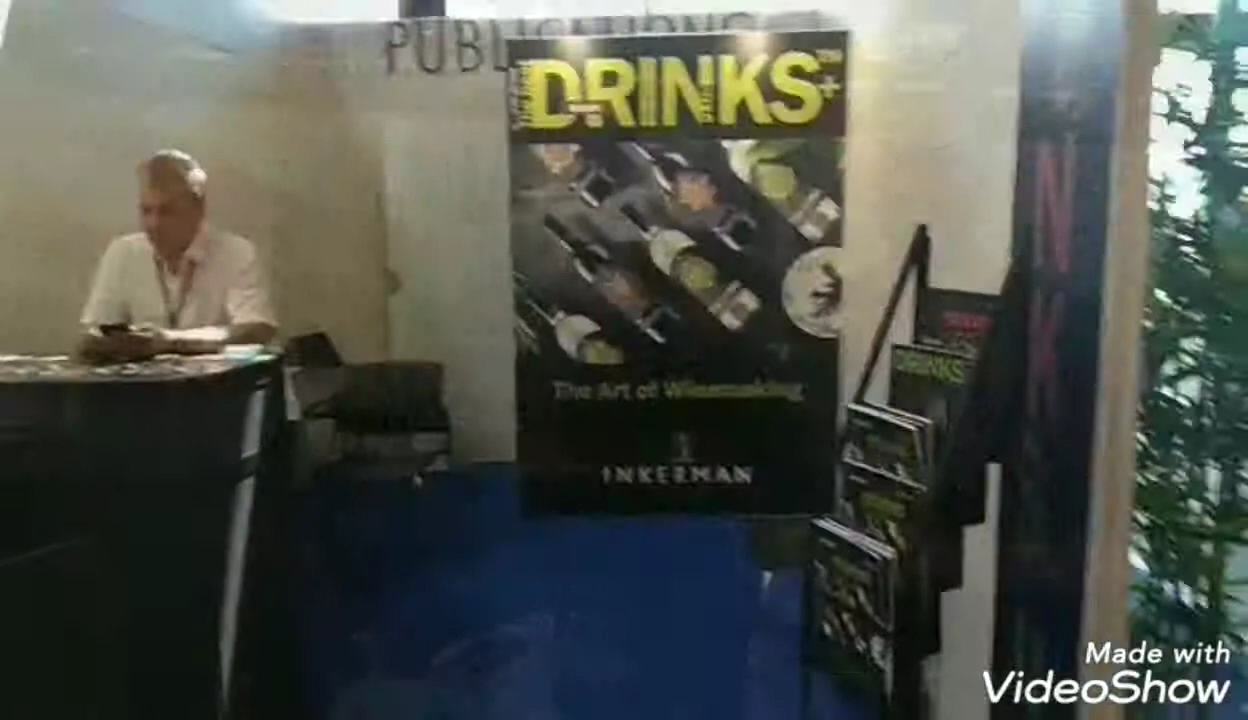 PUBLICATIONS
DRINKS+
The Art of Winemaking
INKERMAN
DRINKS
N
K
Made with
VideoShow